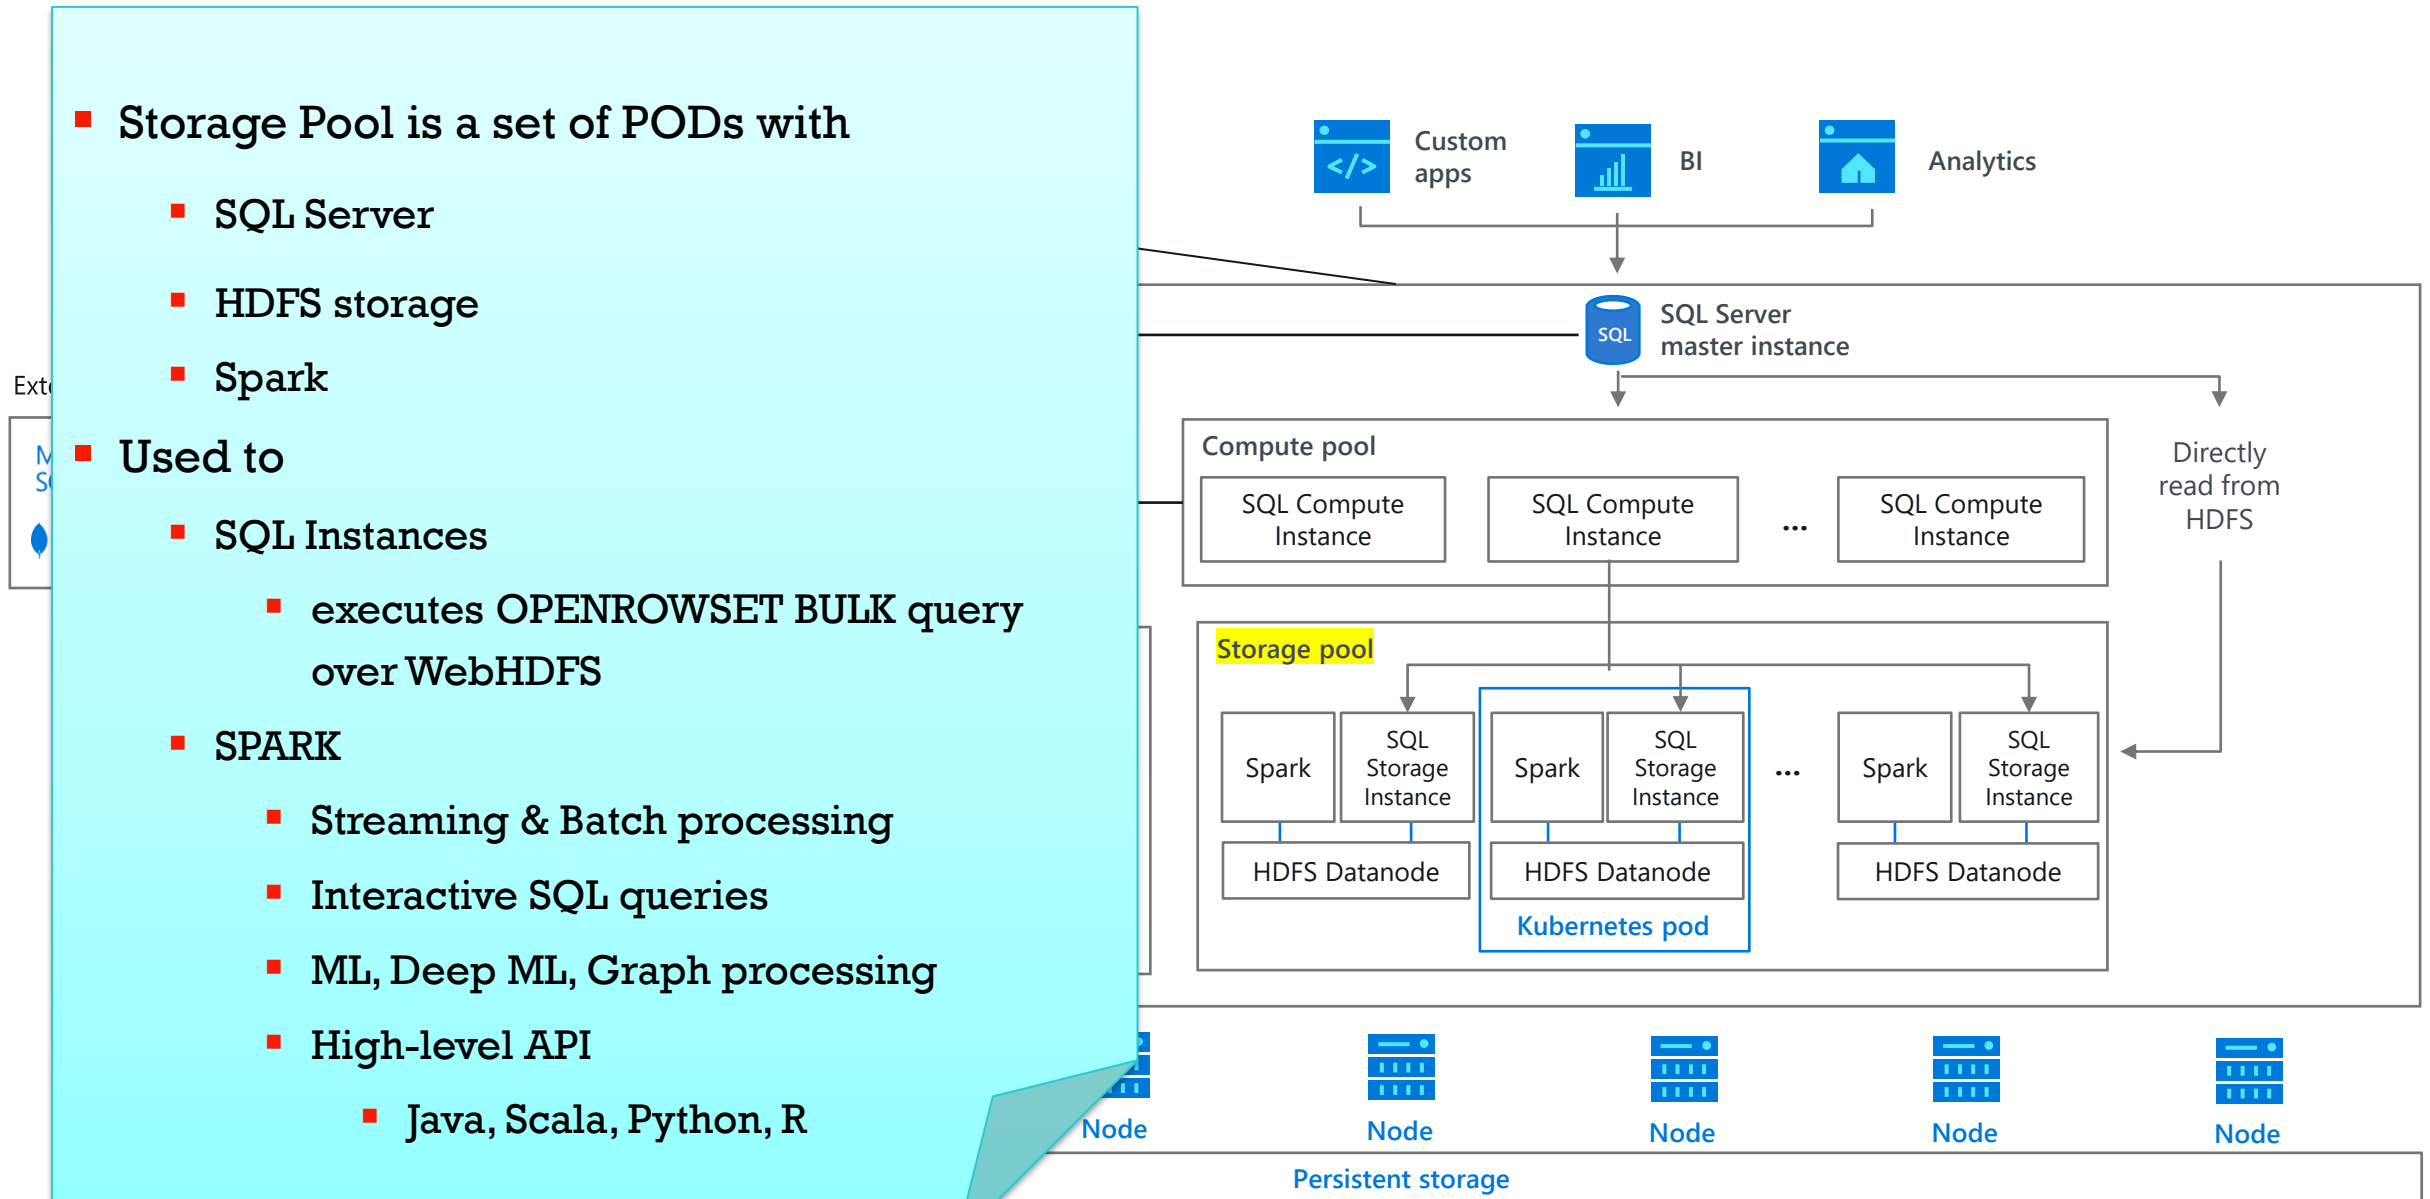 Storage Pool is a set of PODs with
SQL Server
HDFS storage
Spark
Used to
SQL Instances
executes OPENROWSET BULK query
over WebHDFS
SPARK
Streaming & Batch processing
Interactive SQL queries
ML, Deep ML, Graph processing
High-level API
Java, Scala, Python, R
Custom
apps
BI
Analytics
SQL
SQL Server
master instance
Compute pool
SQL Compute
Instance
SQL Compute
Instance
...
SQL Compute
Instance
Directly
read from
HDFS
Storage pool
Spark
SQL
Storage
Instance
HDFS Datanode
Spark
SQL
Storage
Instance
HDFS Datanode
Kubernetes pod
...
Spark
SQL
Storage
Instance
HDFS Datanode
Node
Node
Node
Node
Node
Persistent storage